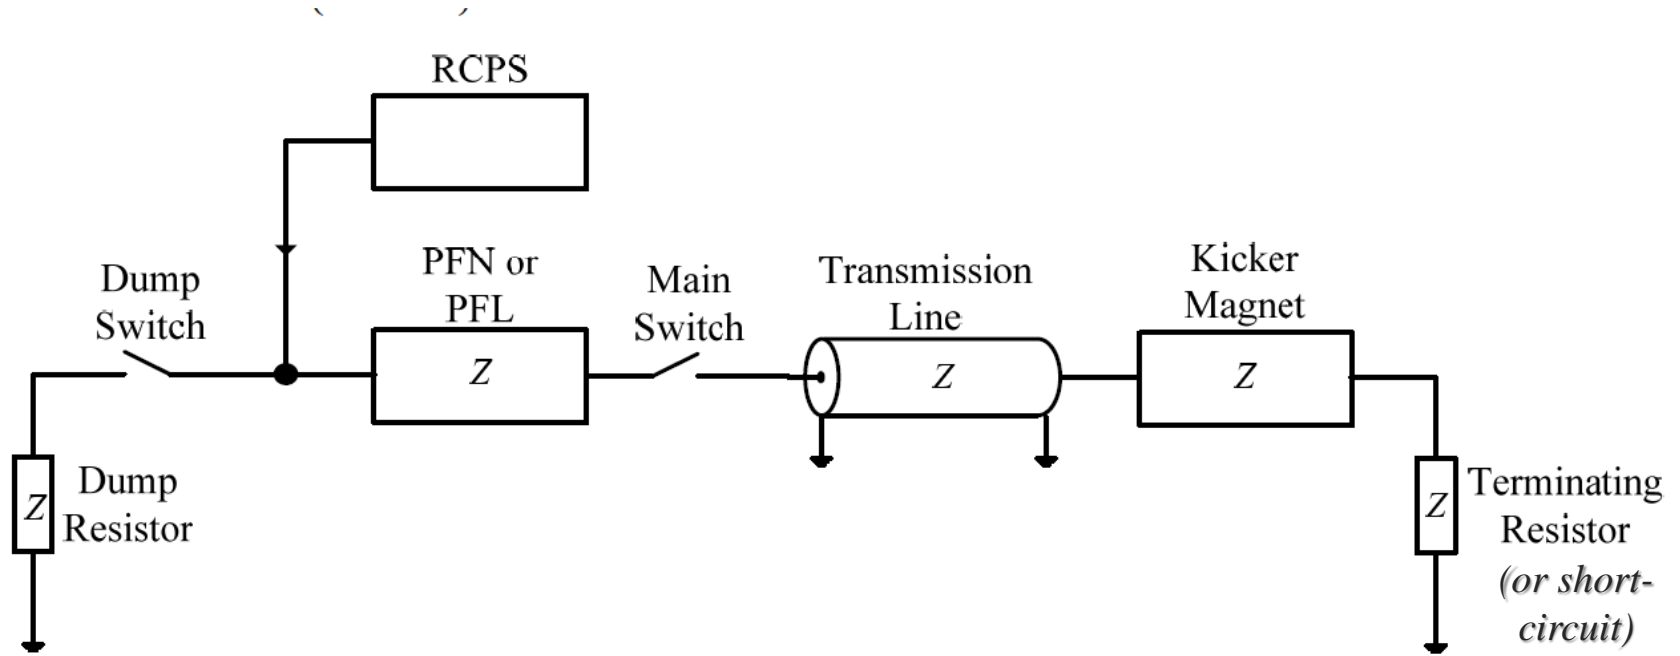 RCPS
Dump
Switch
PFN or
PFL
Z
Main
Switch
Transmission
Line
Z
Kicker
Magnet
Z
Z
Dump
Resistor
Z
Terminating
Resistor
(or short-
circuit)